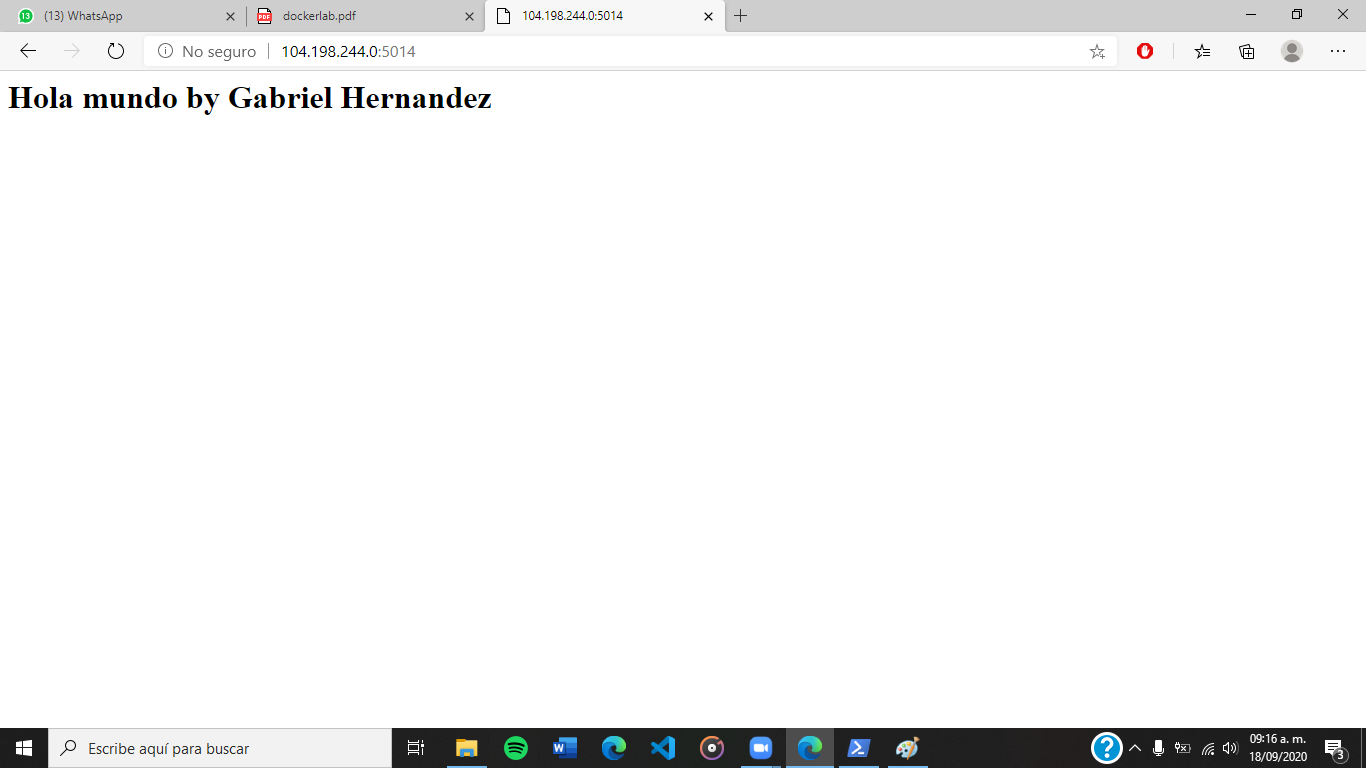 (13) WhatsApp
dockerlab.pdf
104.198.244.0:5014
No seguro
104.198.244.0:5014
Hola mundo by Gabriel Hernandez
Escribe aquí para buscar
09:16 a. m.
18/09/2020
3